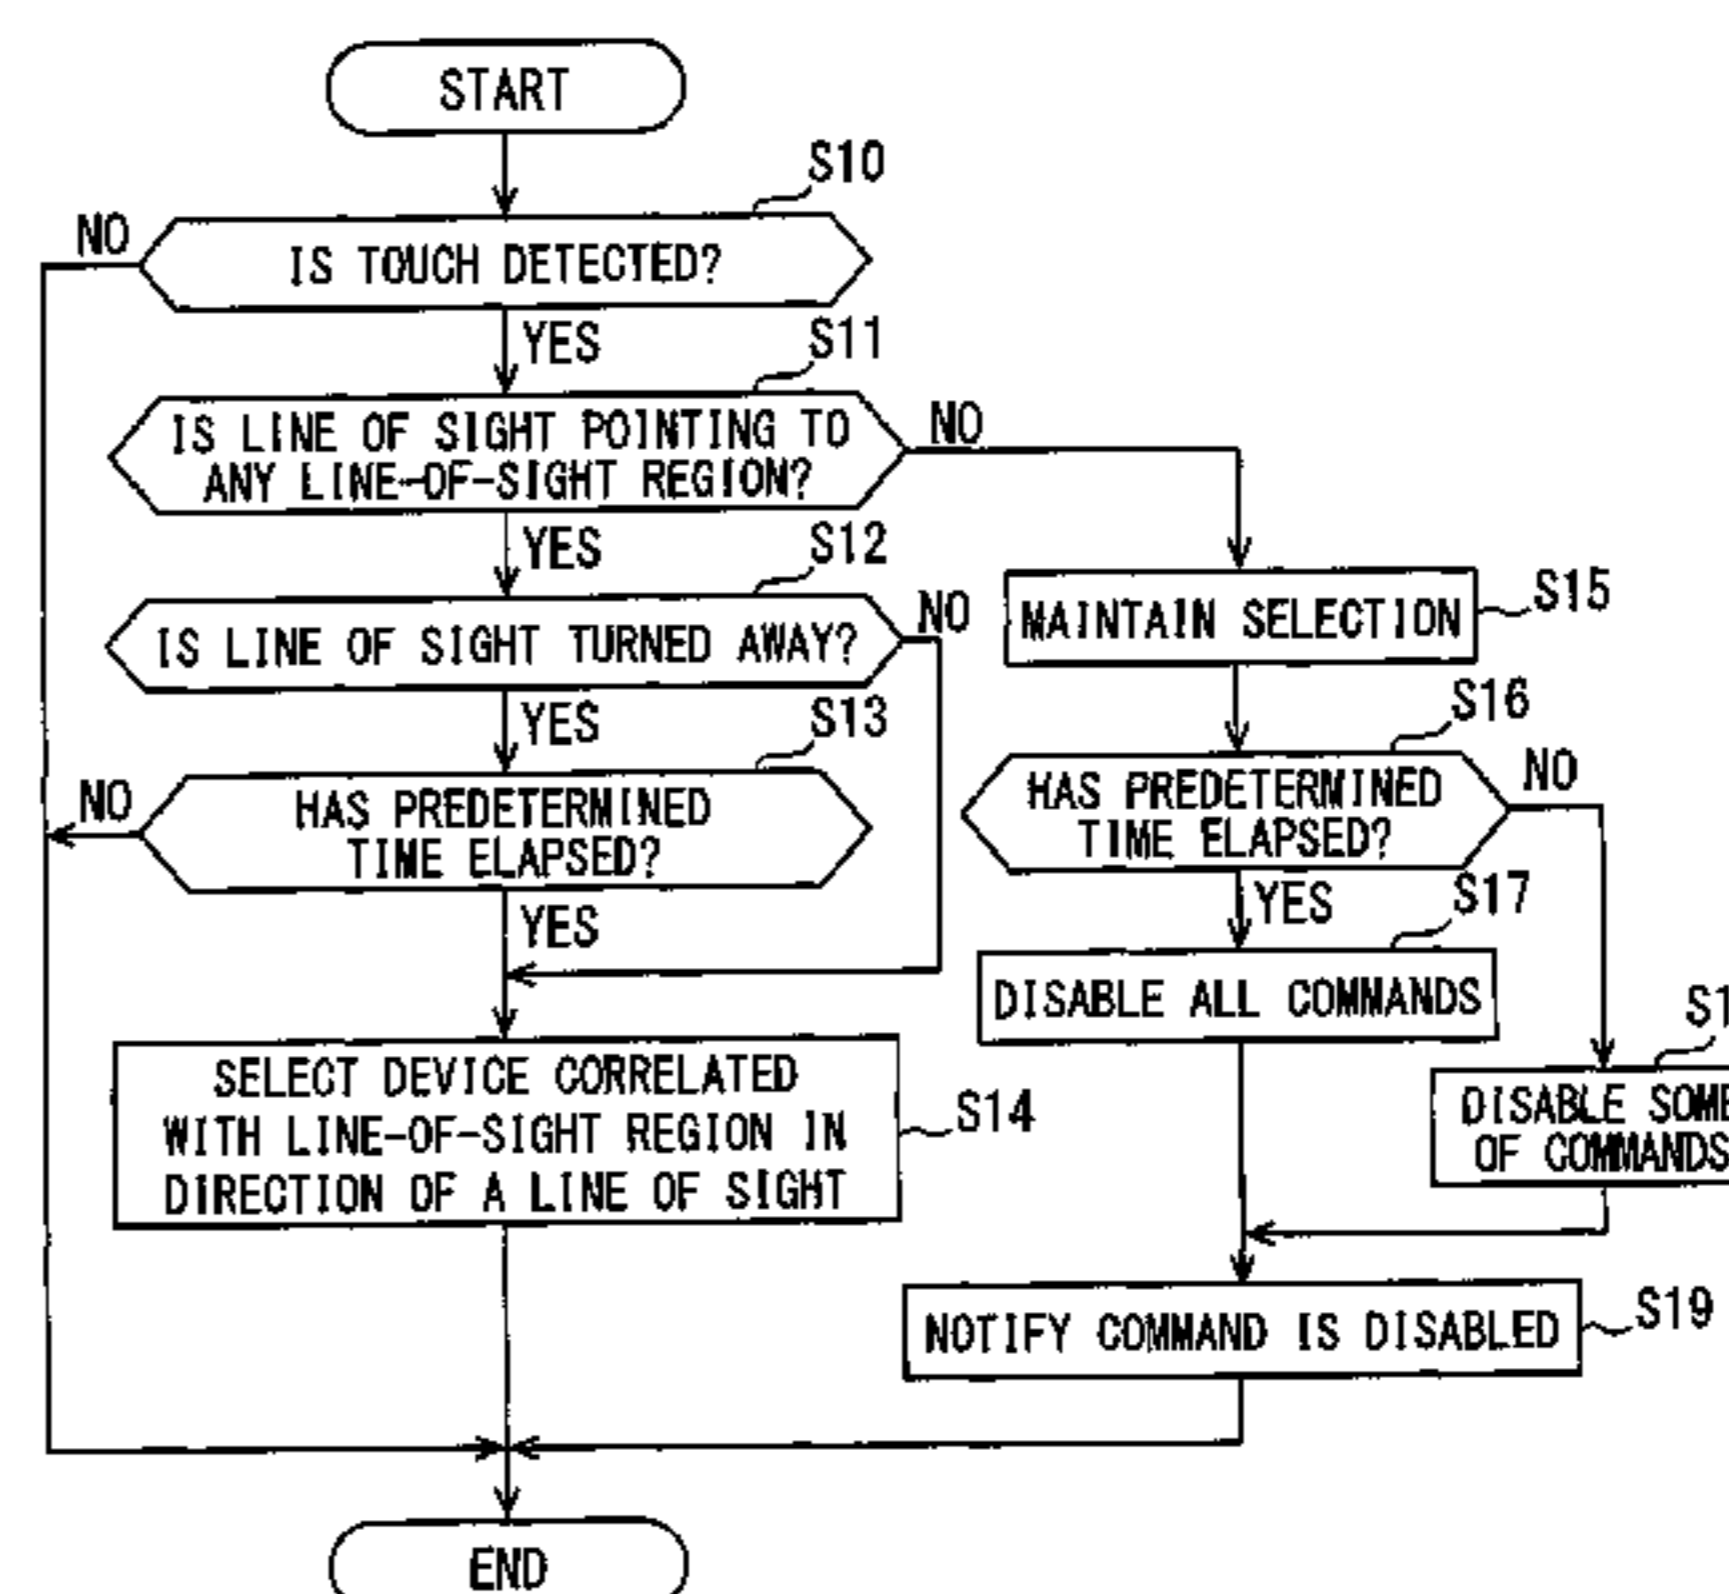 START
S10
NO
IS TOUCH DETECTED?
YES
S11
IS LINE OF SIGHT POINTING TO
ANY LINE-OF-SIGHT REGION?
NO
YES
S12
IS LINE OF SIGHT TURNED AWAY?
NO
YES
S13
NO
HAS PREDETERMINED
TIME ELAPSED?
YES
SELECT DEVICE CORRELATED
WITH LINE-OF-SIGHT REGION IN
DIRECTION OF A LINE OF SIGHT
S14
MAINTAIN SELECTION
S15
S16
HAS PREDETERMINED
TIME ELAPSED?
NO
YES
S17
DISABLE ALL COMMANDS
DISABLE SOME
OF COMMANDS
NOTIFY COMMAND IS DISABLED
S19
END